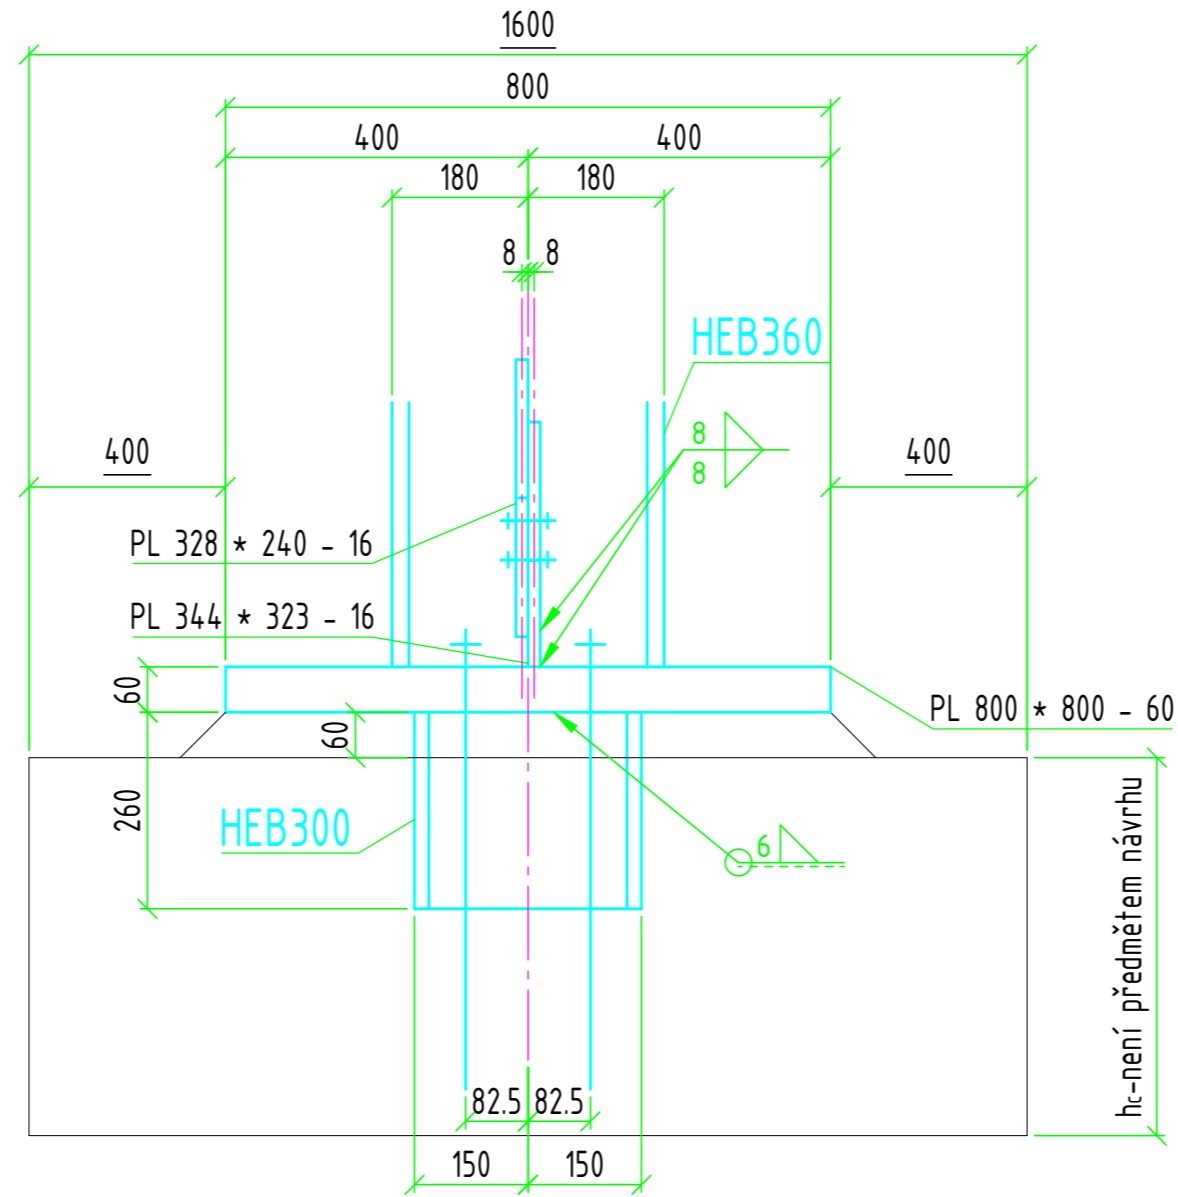 1600
800
400 400
180 180
8 8
HEB360
8
8
400 400
PL 328 * 240 - 16
PL 344 * 323 - 16
60
PL 800 * 800 - 60
60
260
HEB300
6
hc-není předmětem návrhu
82.5 82.5
150 150